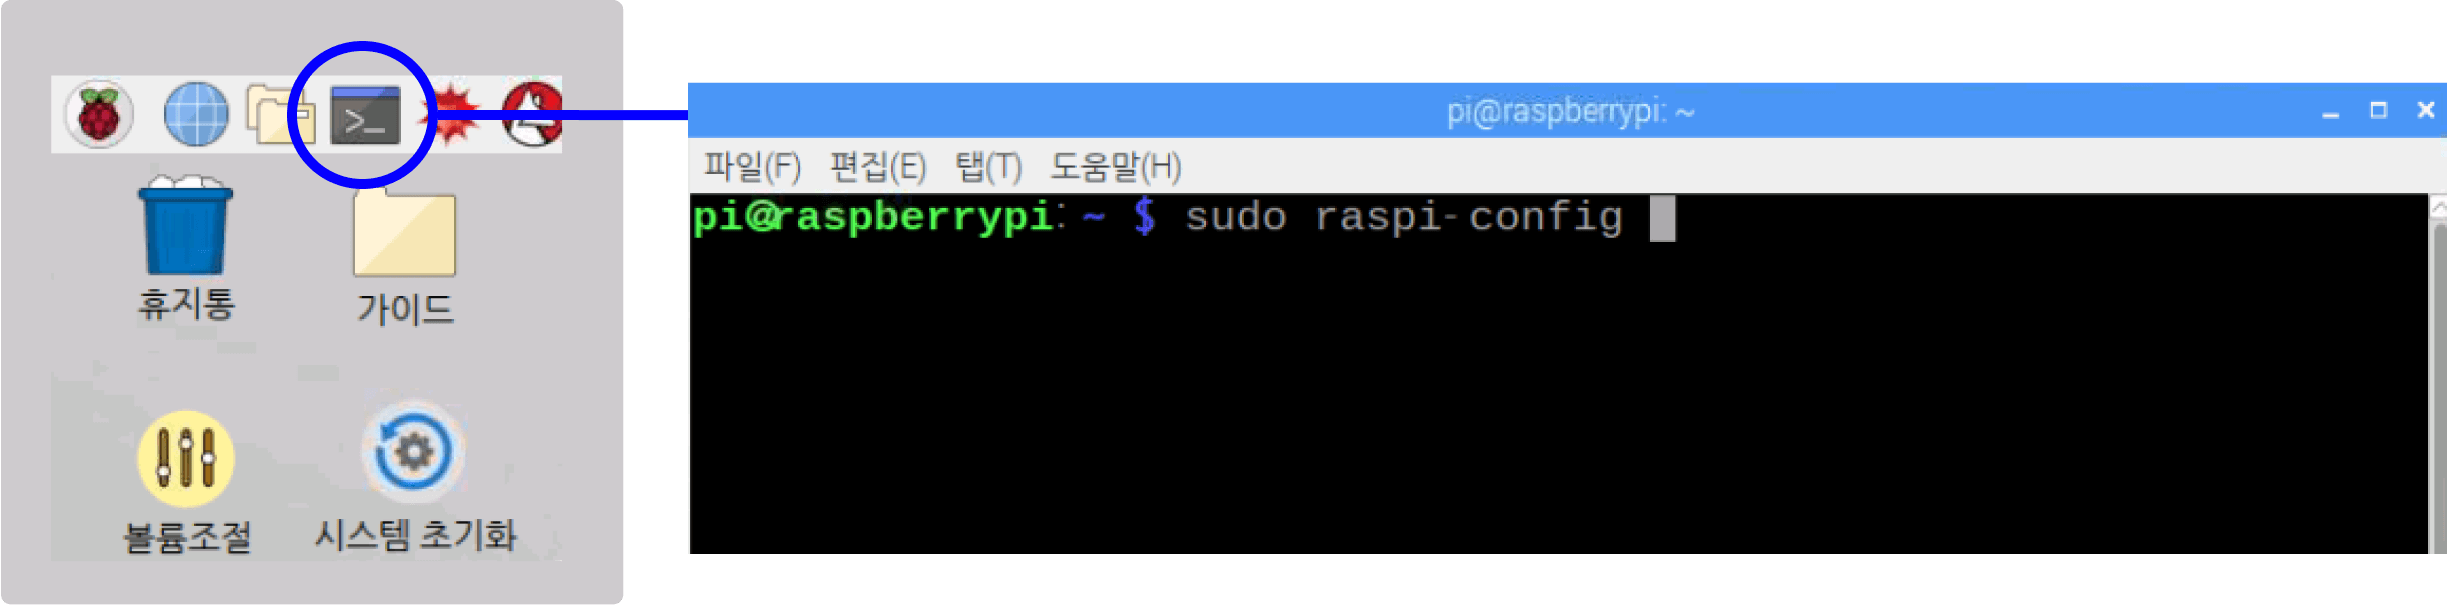 >_
휴지통 가이드
볼륨조절 시스템 초기화
pi@raspberrypi: ~
파일(F) 편집(E) 탭(T) 도움말(H)
pi@raspberrypi: ~ $ sudo raspi-config